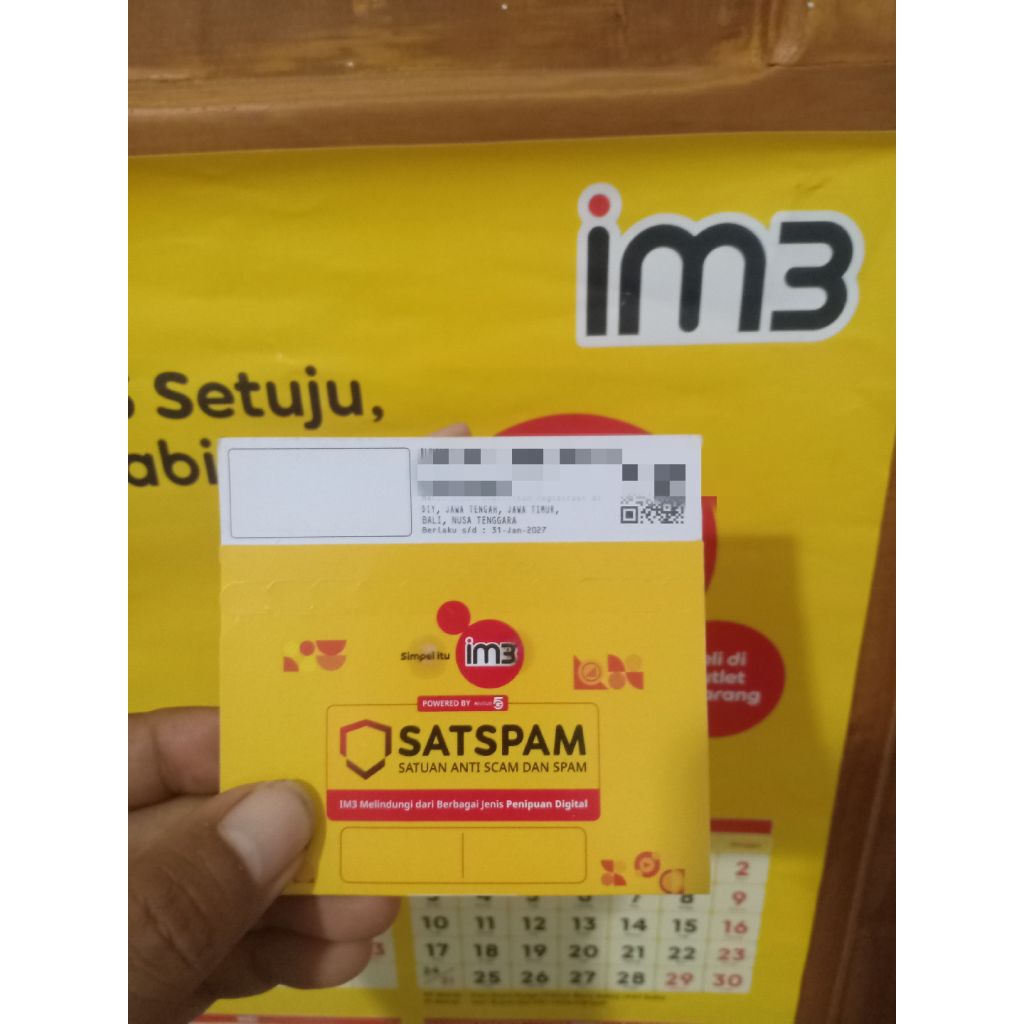 im3
Setuju,
abi
DIY, JAWA TENGAH, JAWA TIMUR,
BALI, NUSA TENGGARA
Berlaku s/d : 31-Jan-2027
Simpel itu im3
POWERED BY 5G
SATSPAM
SATUAN ANTI SCAM DAN SPAM
IM3 Melindungi dari Berbagai Jenis Penipuan Digital
eli di
utlet
arang
2
8 9
10 11 12 13 14 15 16
17 18 19 20 21 22 23
25 26 27 28 29 30